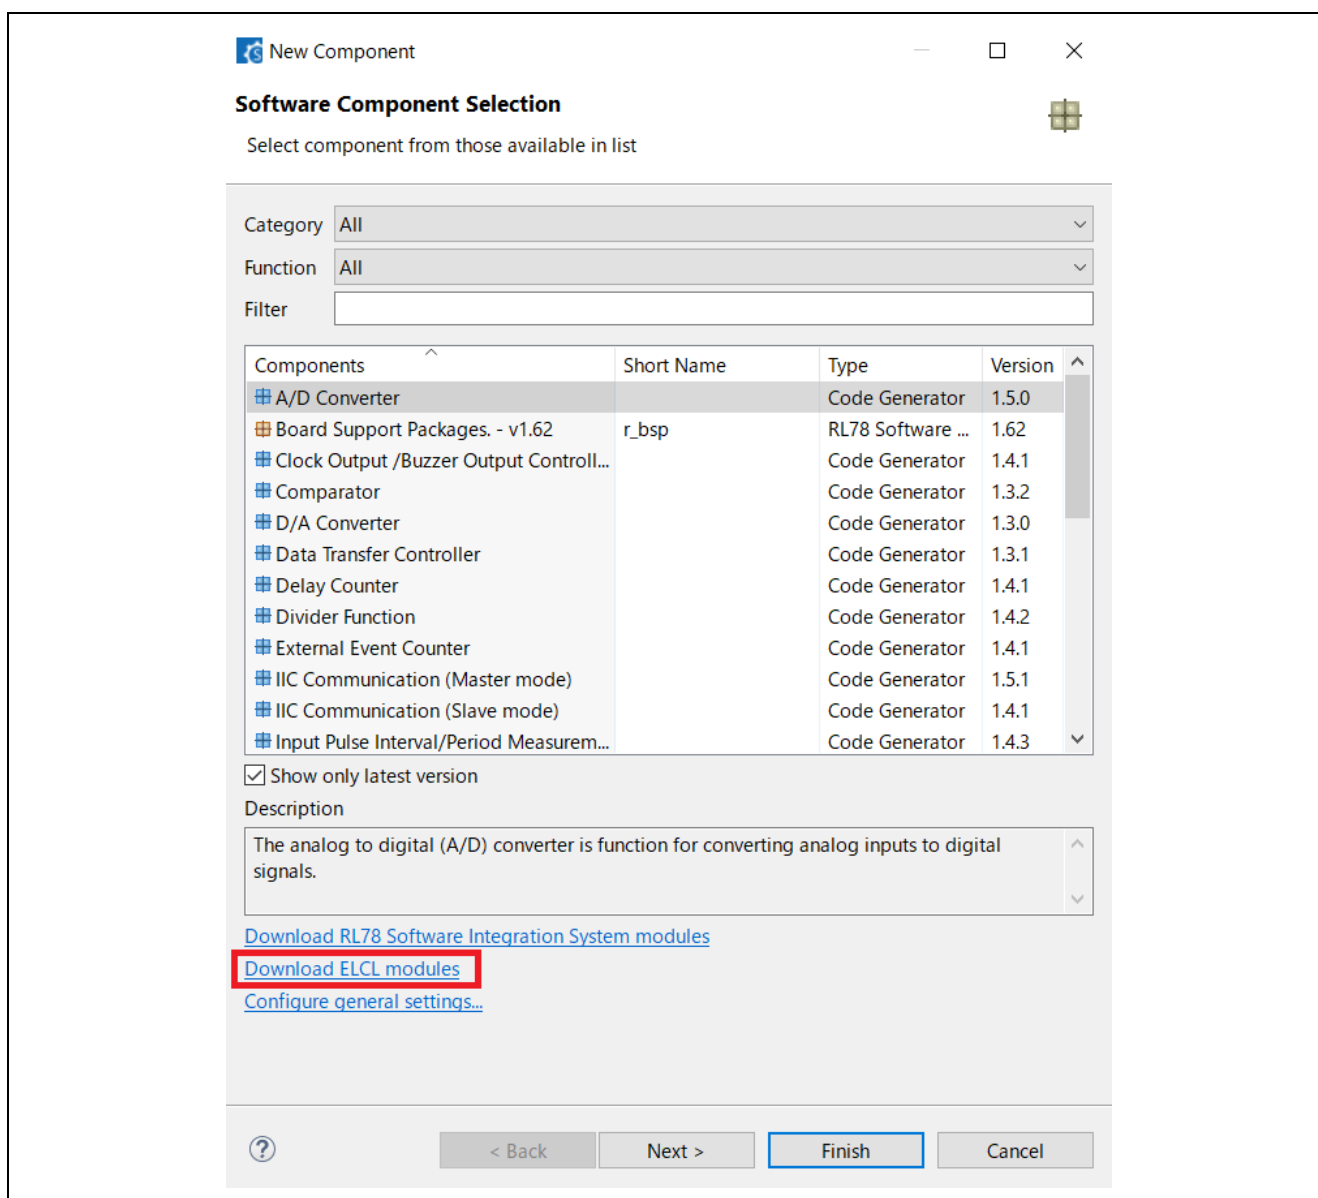 New Component
Software Component Selection
Select component from those available in list
Category All
Function All
Filter
Components Short Name Type Version
A/D Converter Code Generator 1.5.0
Board Support Packages. - v1.62 r_bsp RL78 Software ... 1.62
Clock Output /Buzzer Output Controll... Code Generator 1.4.1
Comparator Code Generator 1.3.2
D/A Converter Code Generator 1.3.0
Data Transfer Controller Code Generator 1.3.1
Delay Counter Code Generator 1.4.1
Divider Function Code Generator 1.4.2
External Event Counter Code Generator 1.4.1
IIC Communication (Master mode) Code Generator 1.5.1
IIC Communication (Slave mode) Code Generator 1.4.1
Input Pulse Interval/Period Measurem... Code Generator 1.4.3
Show only latest version
Description
The analog to digital (A/D) converter is function for converting analog inputs to digital
signals.
Download RL78 Software Integration System modules
Download ELCL modules
Configure general settings...
? < Back Next > Finish Cancel